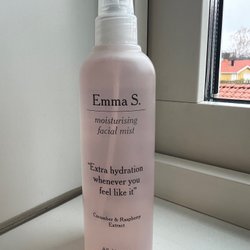 Emma S.
moisturising
facial mist
"Extra hydration
whenever you
feel like it"
Cucumber & Raspberry
Extract